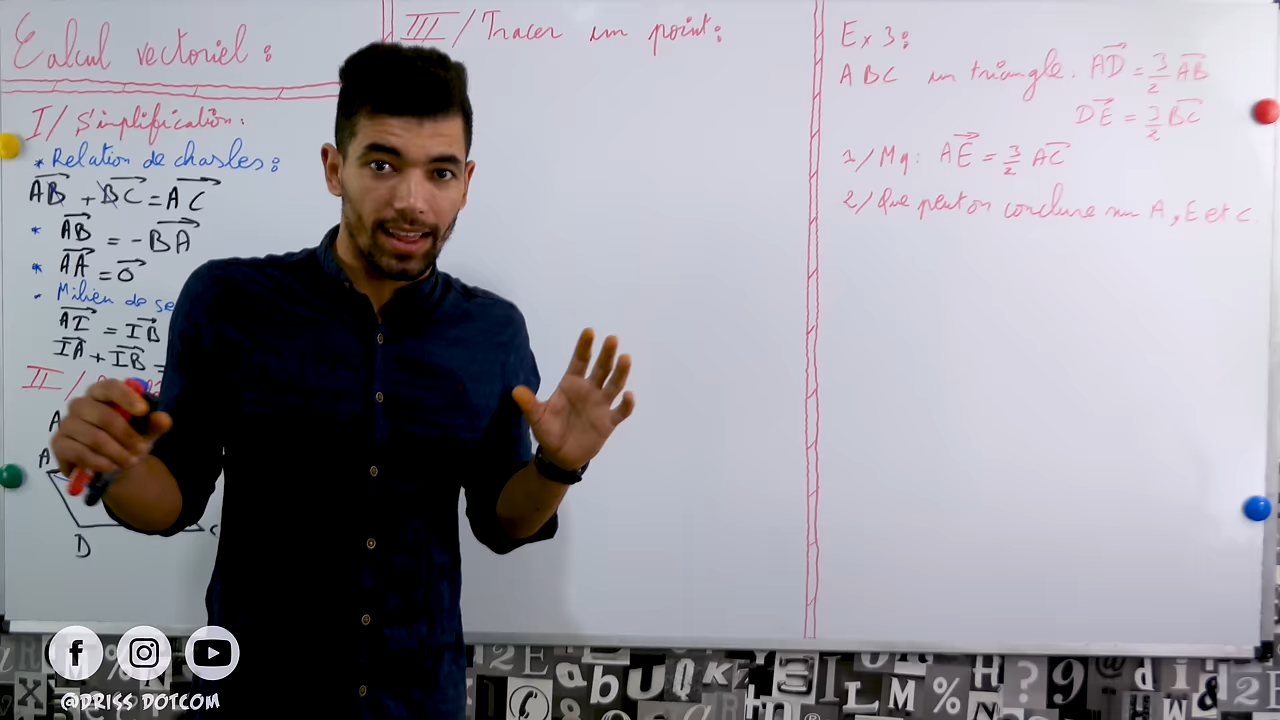 Calcul vectoriel :
I/ Simplification:
* Relation de chasles :
AB + BC = AC
* AB = -BA
* AA = 0
• Milieu de se
AI = IB
IA + IB =
II/
A
A
D
C
III/ Tracer un point :
Ex 3 :
ABC un triangle. AD = 3/2 AB
DE = 3/2 BC
1/ Mq : AE = 3/2 AC
2/ Que peut on conclure sur A, E et C.
@DRISS DOTCOM